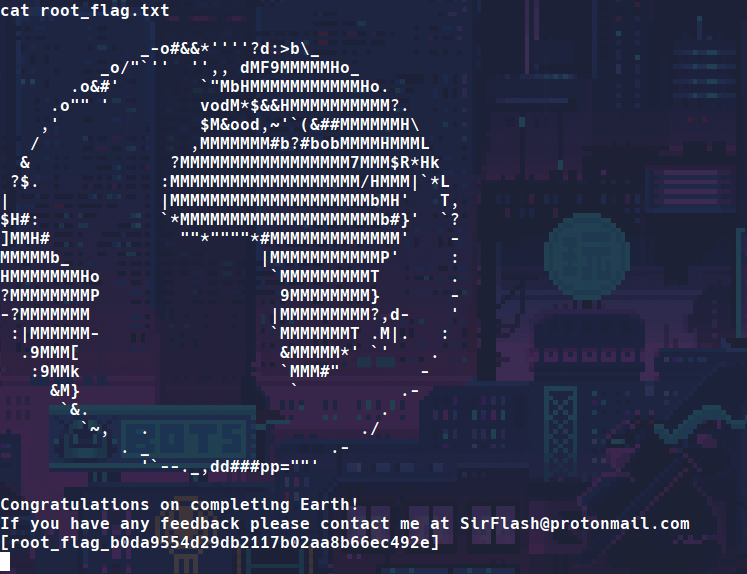 cat root_flag.txt

              _-o#&&*''''?d:>b\_
          _o/"`''  '',, dMF9MMMMMHo_
       .o&#'        `"MbHMMMMMMMMMMMHo.
     .o"" '         vodM*$&&HMMMMMMMMMM?.
    ,'              $M&ood,~'`(&##MMMMMMH\
   /               ,MMMMMMM#b?#bobMMMMHMMML
  &              ?MMMMMMMMMMMMMMMMM7MMM$R*Hk
 ?$.            :MMMMMMMMMMMMMMMMMMM/HMMM|`*L
|               |MMMMMMMMMMMMMMMMMMMMbMH'   T,
$H#:            `*MMMMMMMMMMMMMMMMMMMMb#}'  `?
]MMH#             ""*""""*#MMMMMMMMMMMMM'    -
MMMMMb_                   |MMMMMMMMMMMP'     :
HMMMMMMMHo                 `MMMMMMMMMT       .
?MMMMMMMMP                  9MMMMMMMM}       -
-?MMMMMMM                  |MMMMMMMMM?,d-    '
 :|MMMMMM-                 `MMMMMMMT .M|.   :
  .9MMM[                    &MMMMM*' `'    .
   :9MMk                    `MMM#"        -
     &M}                     `          .-
      `&.                             .
        `~,   .                     ./
            . _                  .-
              '`--._,dd###pp=""'

Congratulations on completing Earth!
If you have any feedback please contact me at SirFlash@protonmail.com
[root_flag_b0da9554d29db2117b02aa8b66ec492e]